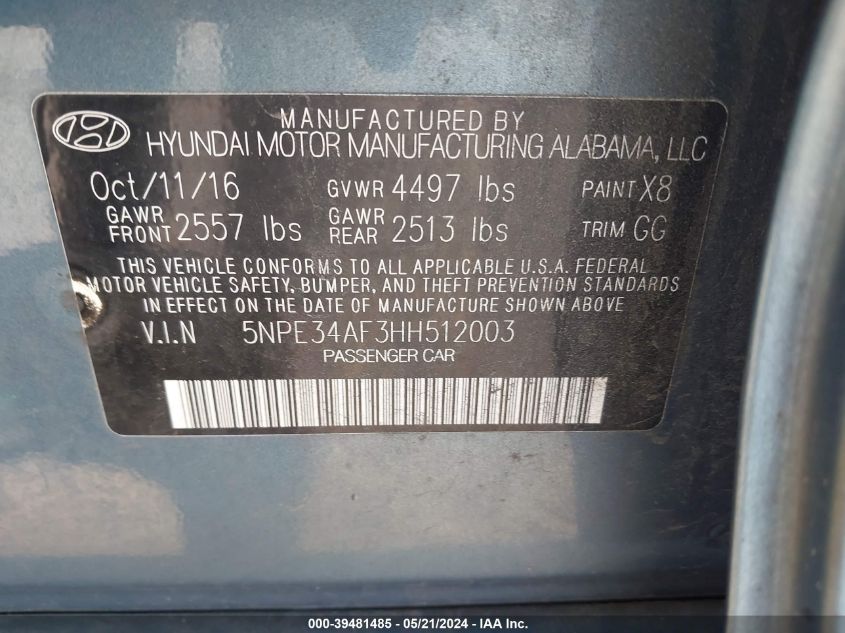 MANUFACTURED BY
HYUNDAI MOTOR MANUFACTURING ALABAMA, LLC
Oct/11/16 GVWR 4497 lbs PAINT X8
GAWR FRONT 2557 lbs GAWR REAR 2513 lbs TRIM GG
THIS VEHICLE CONFORMS TO ALL APPLICABLE U.S.A. FEDERAL
MOTOR VEHICLE SAFETY, BUMPER, AND THEFT PREVENTION STANDARDS
IN EFFECT ON THE DATE OF MANUFACTURE SHOWN ABOVE
V.I.N 5NPE34AF3HH512003
PASSENGER CAR
000-39481485 - 05/21/2024 - IAA Inc.